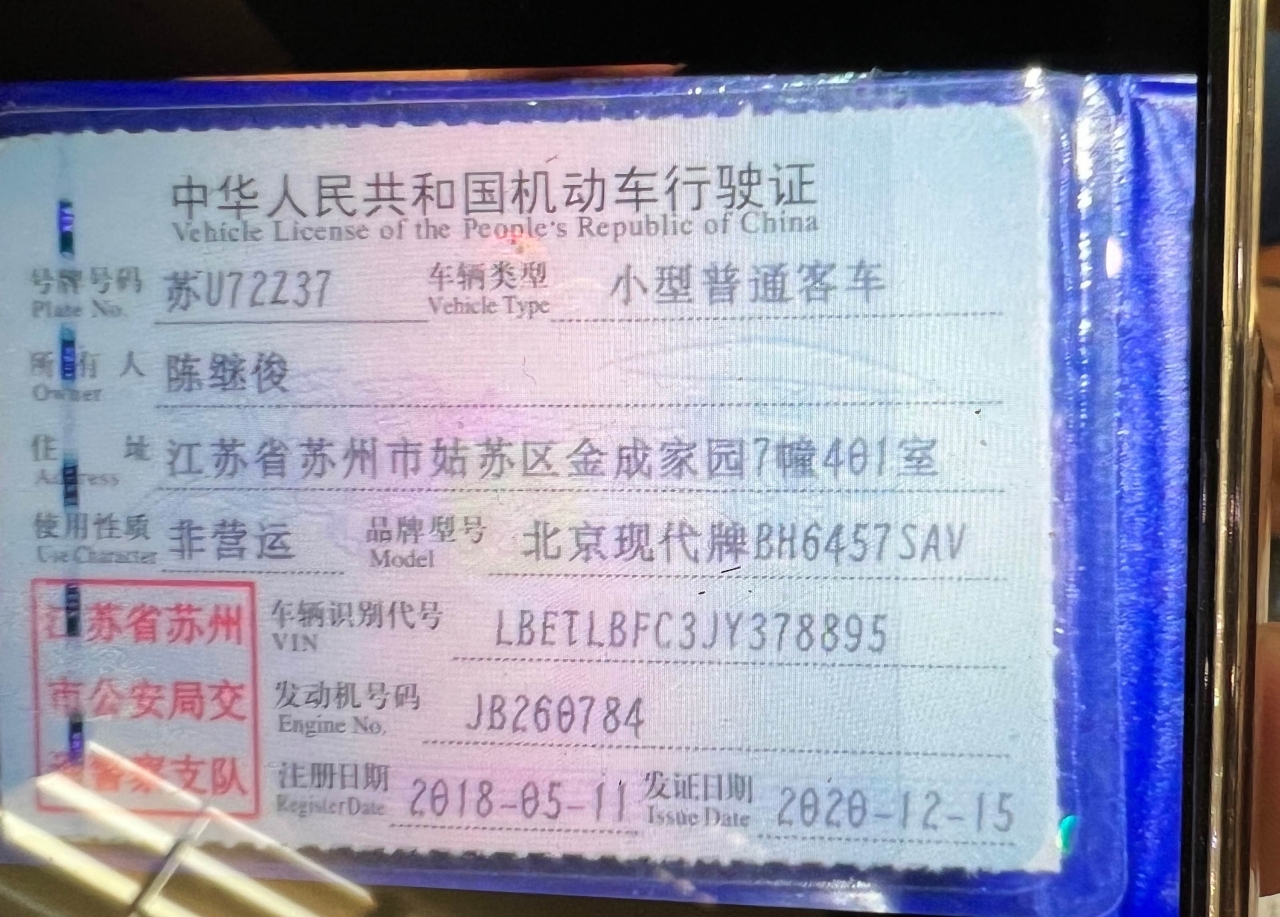 中华人民共和国机动车行驶证
Vehicle License of the People's Republic of China
号牌号码 苏U72Z37 车辆类型 小型普通客车
Plate No. Vehicle Type
所有人 陈继俊
Owner
住址 江苏省苏州市姑苏区金成家园7幢401室
Address
使用性质 非营运 品牌型号 北京现代牌BH6457SAV
Use Character Model
江苏省苏州
市公安局交
通警察支队
车辆识别代号 LBETLBFC3JY378895
VIN
发动机号码 JB260784
Engine No.
注册日期 2018-05-11 发证日期 2020-12-15
Register Date Issue Date